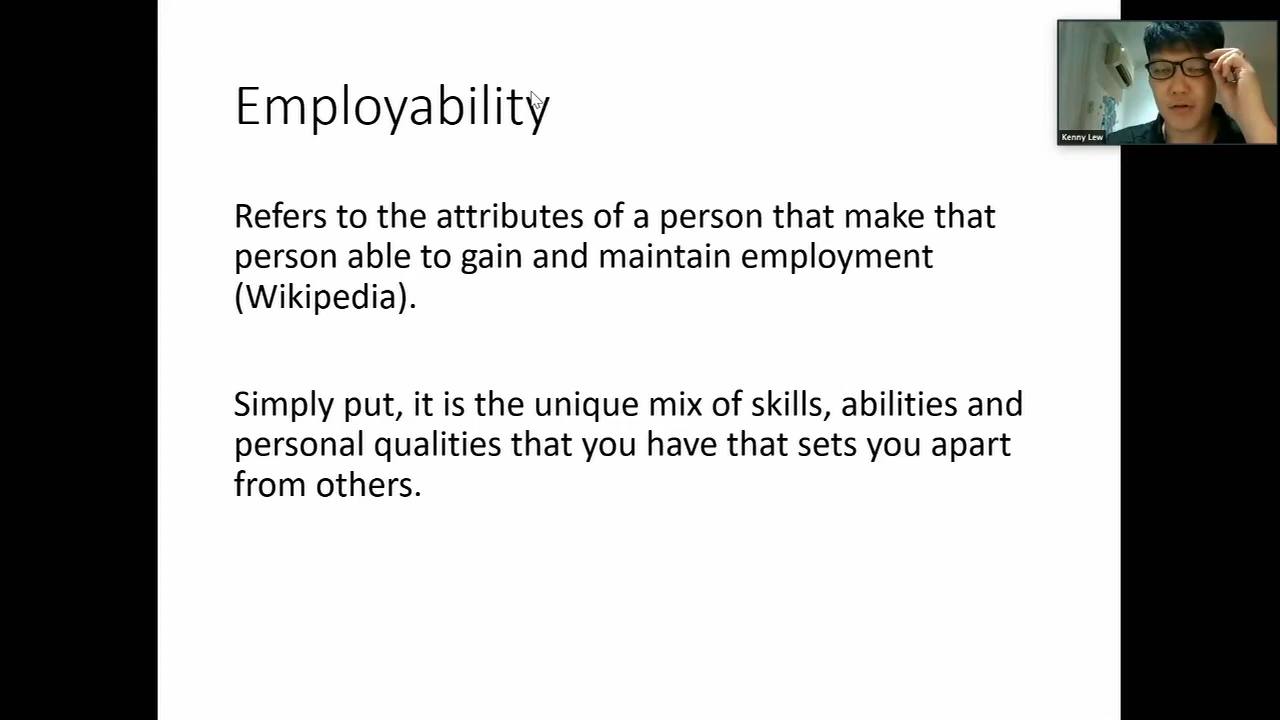 Employability
Refers to the attributes of a person that make that
person able to gain and maintain employment
(Wikipedia).
Simply put, it is the unique mix of skills, abilities and
personal qualities that you have that sets you apart
from others.
Kenny Lew